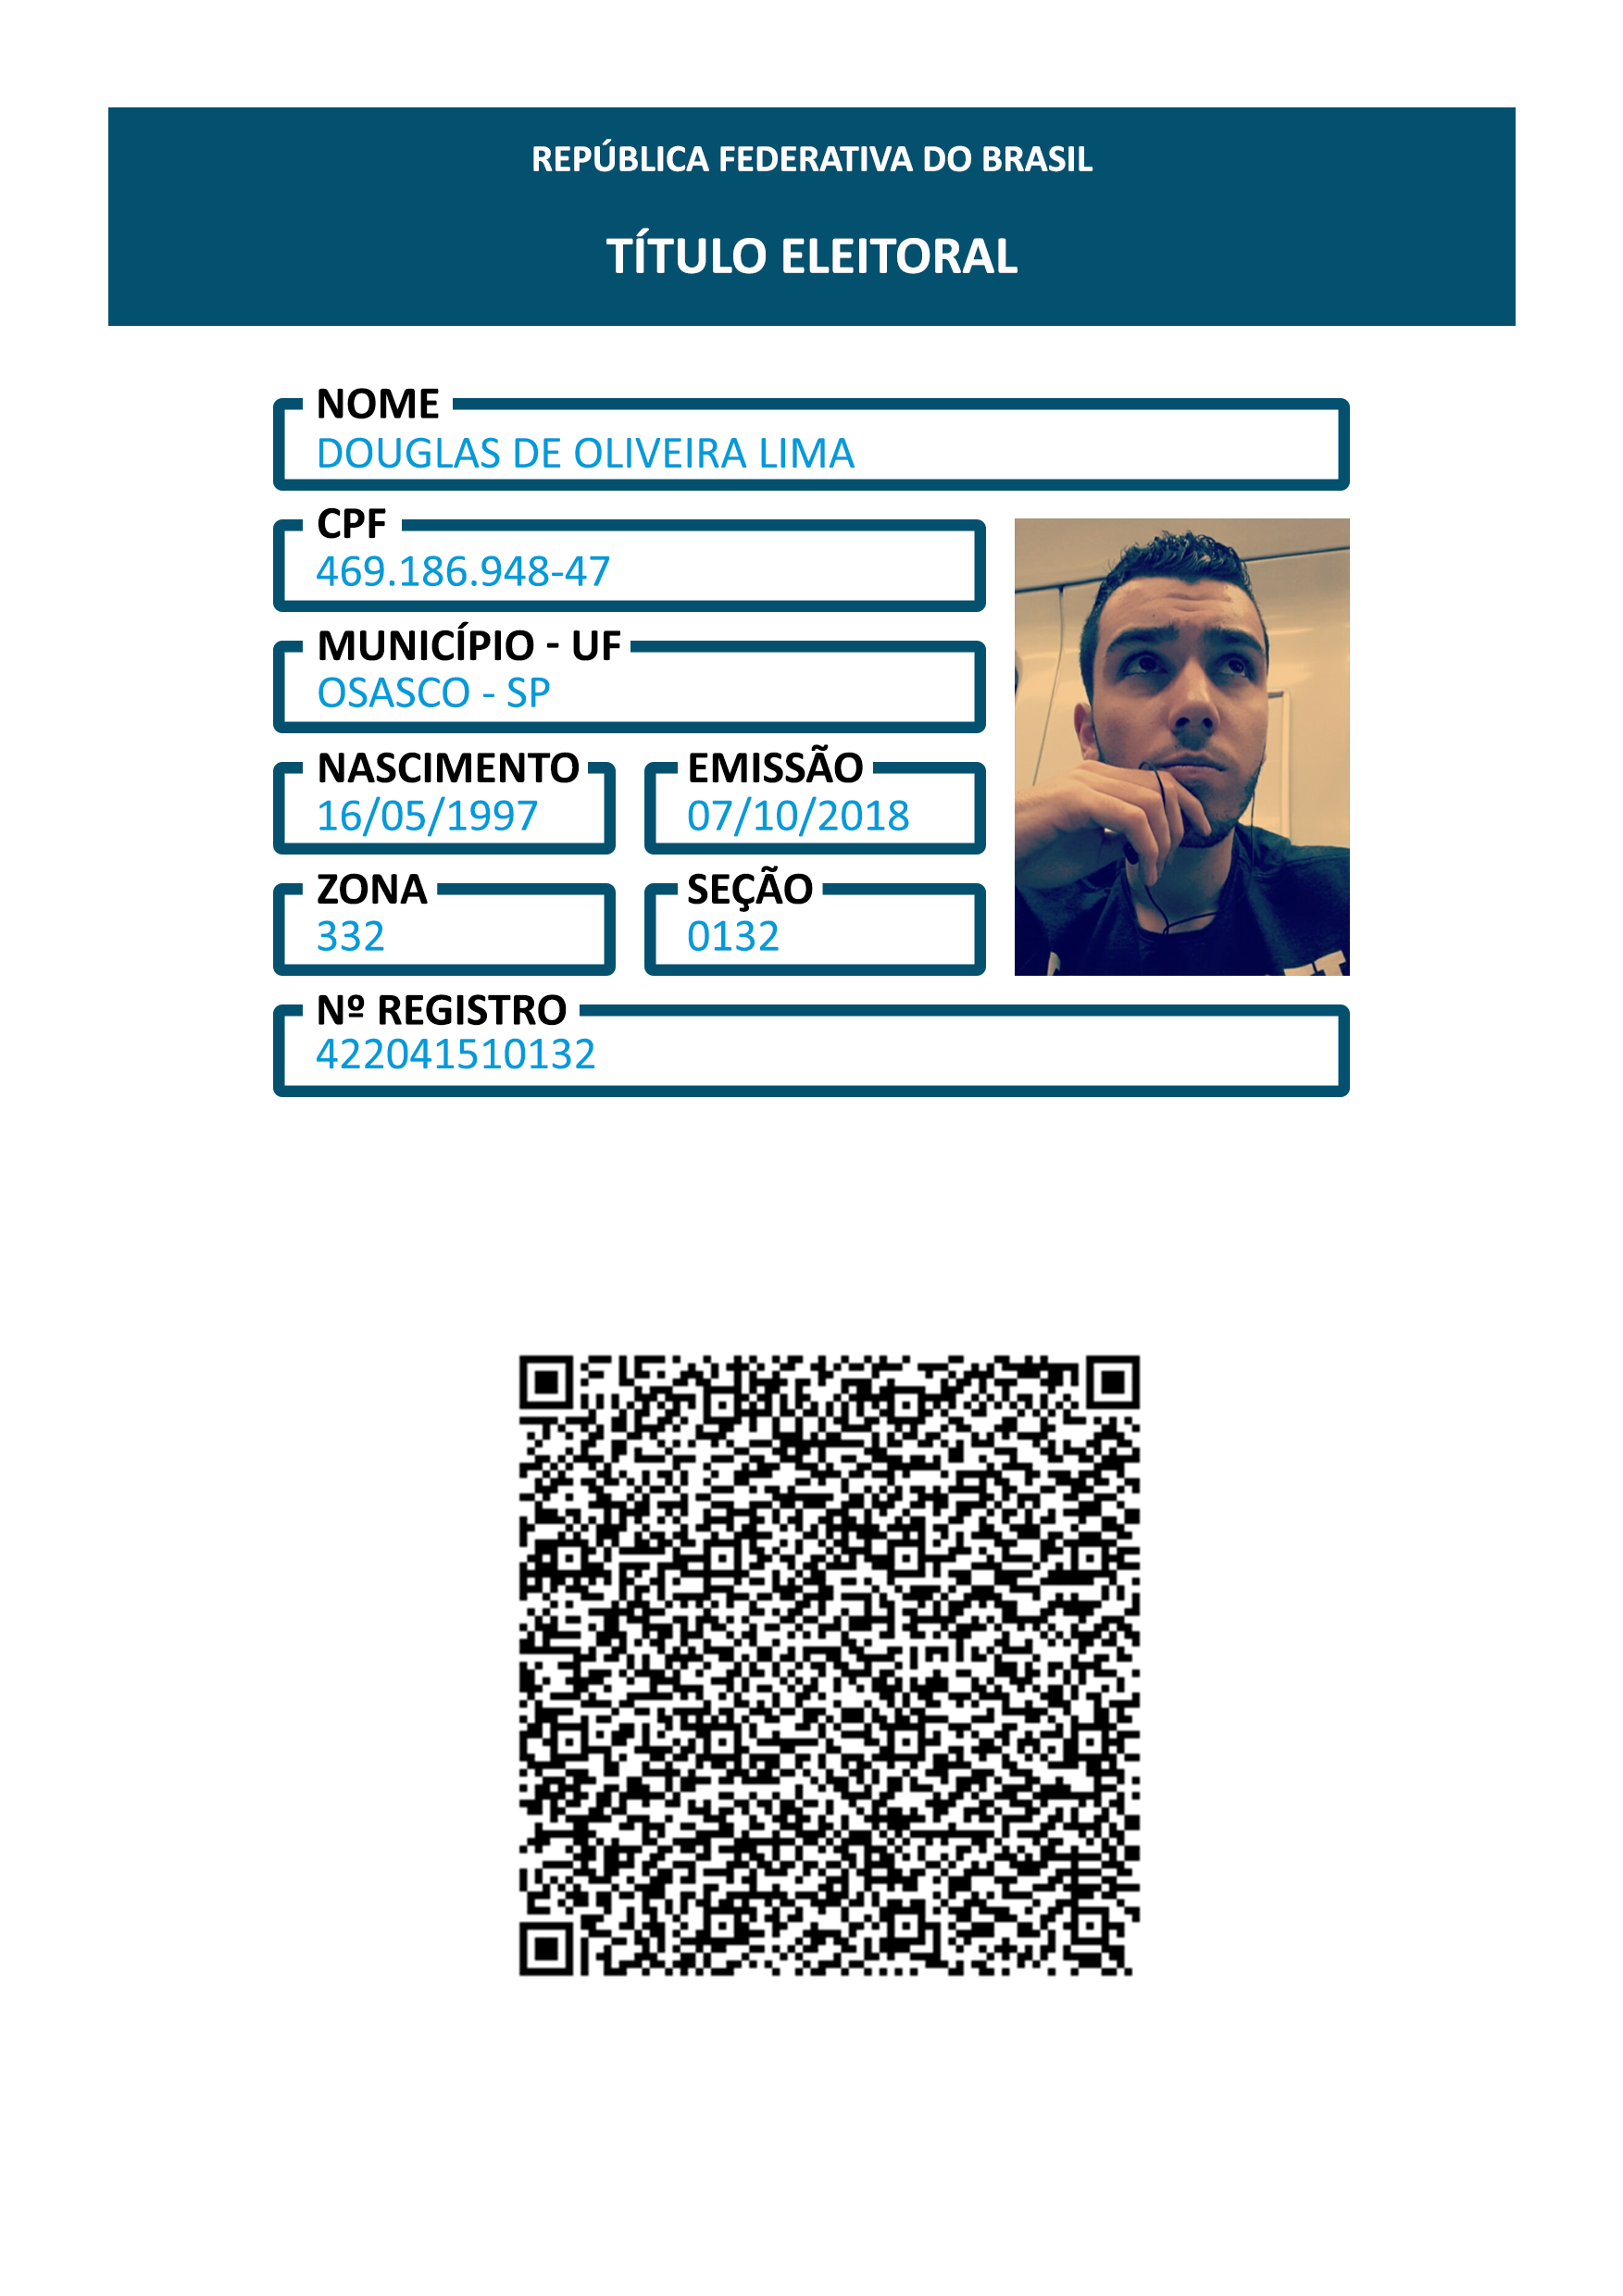 REPÚBLICA FEDERATIVA DO BRASIL
TÍTULO ELEITORAL
NOME
DOUGLAS DE OLIVEIRA LIMA
CPF
469.186.948-47
MUNICÍPIO - UF
OSASCO - SP
NASCIMENTO
16/05/1997
EMISSÃO
07/10/2018
ZONA
332
SEÇÃO
0132
Nº REGISTRO
422041510132